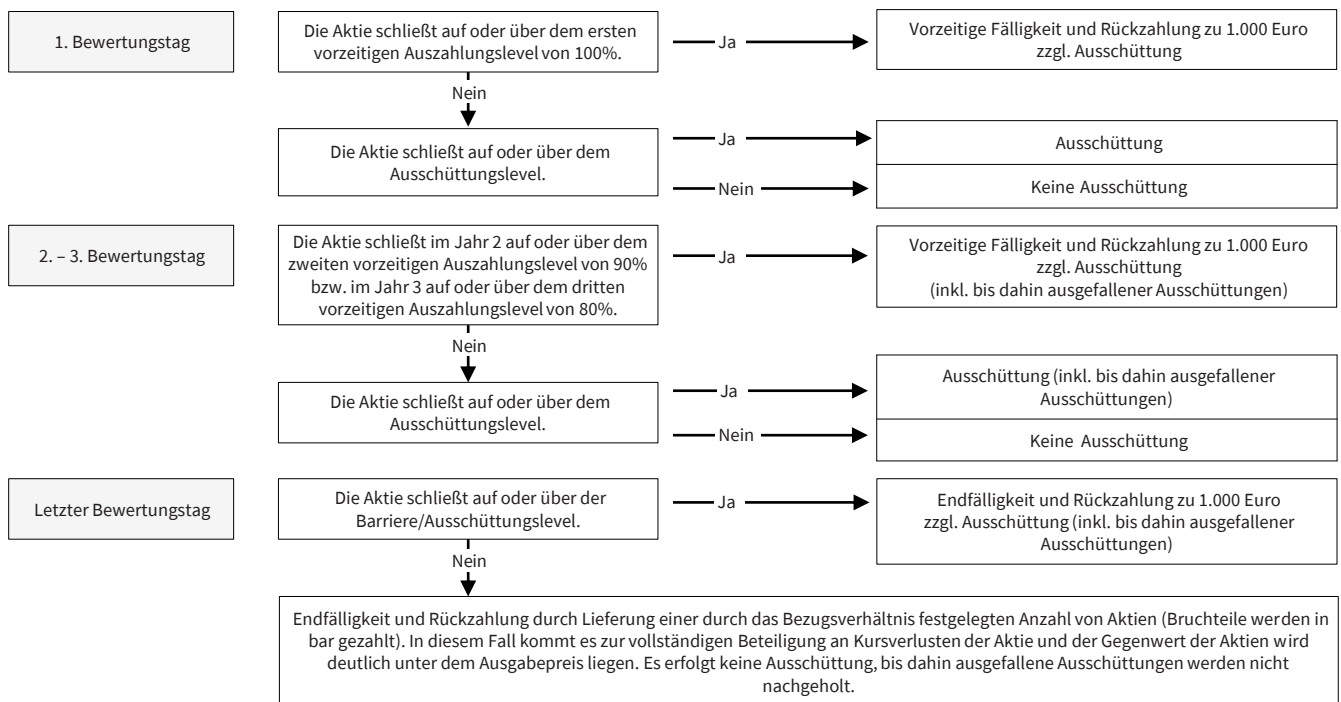 1. Bewertungstag
Die Aktie schließt auf oder über dem ersten
vorzeitigen Auszahlungslevel von 100%.
Ja
Vorzeitige Fälligkeit und Rückzahlung zu 1.000 Euro
zzgl. Ausschüttung
Nein
Die Aktie schließt auf oder über dem
Ausschüttungslevel.
Ja
Ausschüttung
Nein
Keine Ausschüttung
2. – 3. Bewertungstag
Die Aktie schließt im Jahr 2 auf oder über dem
zweiten vorzeitigen Auszahlungslevel von 90%
bzw. im Jahr 3 auf oder über dem dritten
vorzeitigen Auszahlungslevel von 80%.
Ja
Vorzeitige Fälligkeit und Rückzahlung zu 1.000 Euro
zzgl. Ausschüttung
(inkl. bis dahin ausgefallener Ausschüttungen)
Nein
Die Aktie schließt auf oder über dem
Ausschüttungslevel.
Ja
Ausschüttung (inkl. bis dahin ausgefallener
Ausschüttungen)
Nein
Keine Ausschüttung
Letzter Bewertungstag
Die Aktie schließt auf oder über der
Barriere/Ausschüttungslevel.
Ja
Endfälligkeit und Rückzahlung zu 1.000 Euro
zzgl. Ausschüttung (inkl. bis dahin ausgefallener
Ausschüttungen)
Nein
Endfälligkeit und Rückzahlung durch Lieferung einer durch das Bezugsverhältnis festgelegten Anzahl von Aktien (Bruchteile werden in
bar gezahlt). In diesem Fall kommt es zur vollständigen Beteiligung an Kursverlusten der Aktie und der Gegenwert der Aktien wird
deutlich unter dem Ausgabepreis liegen. Es erfolgt keine Ausschüttung, bis dahin ausgefallene Ausschüttungen werden nicht
nachgeholt.